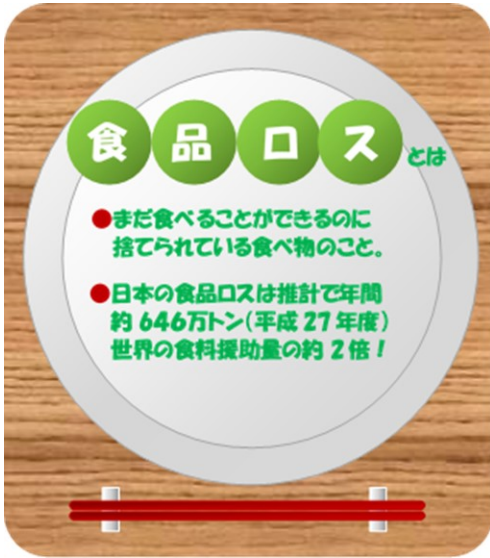 食品ロスとは
●まだ食べることができるのに
捨てられている食べ物のこと。
●日本の食品ロスは推計で年間
約646万トン(平成27年度)
世界の食料援助量の約2倍!